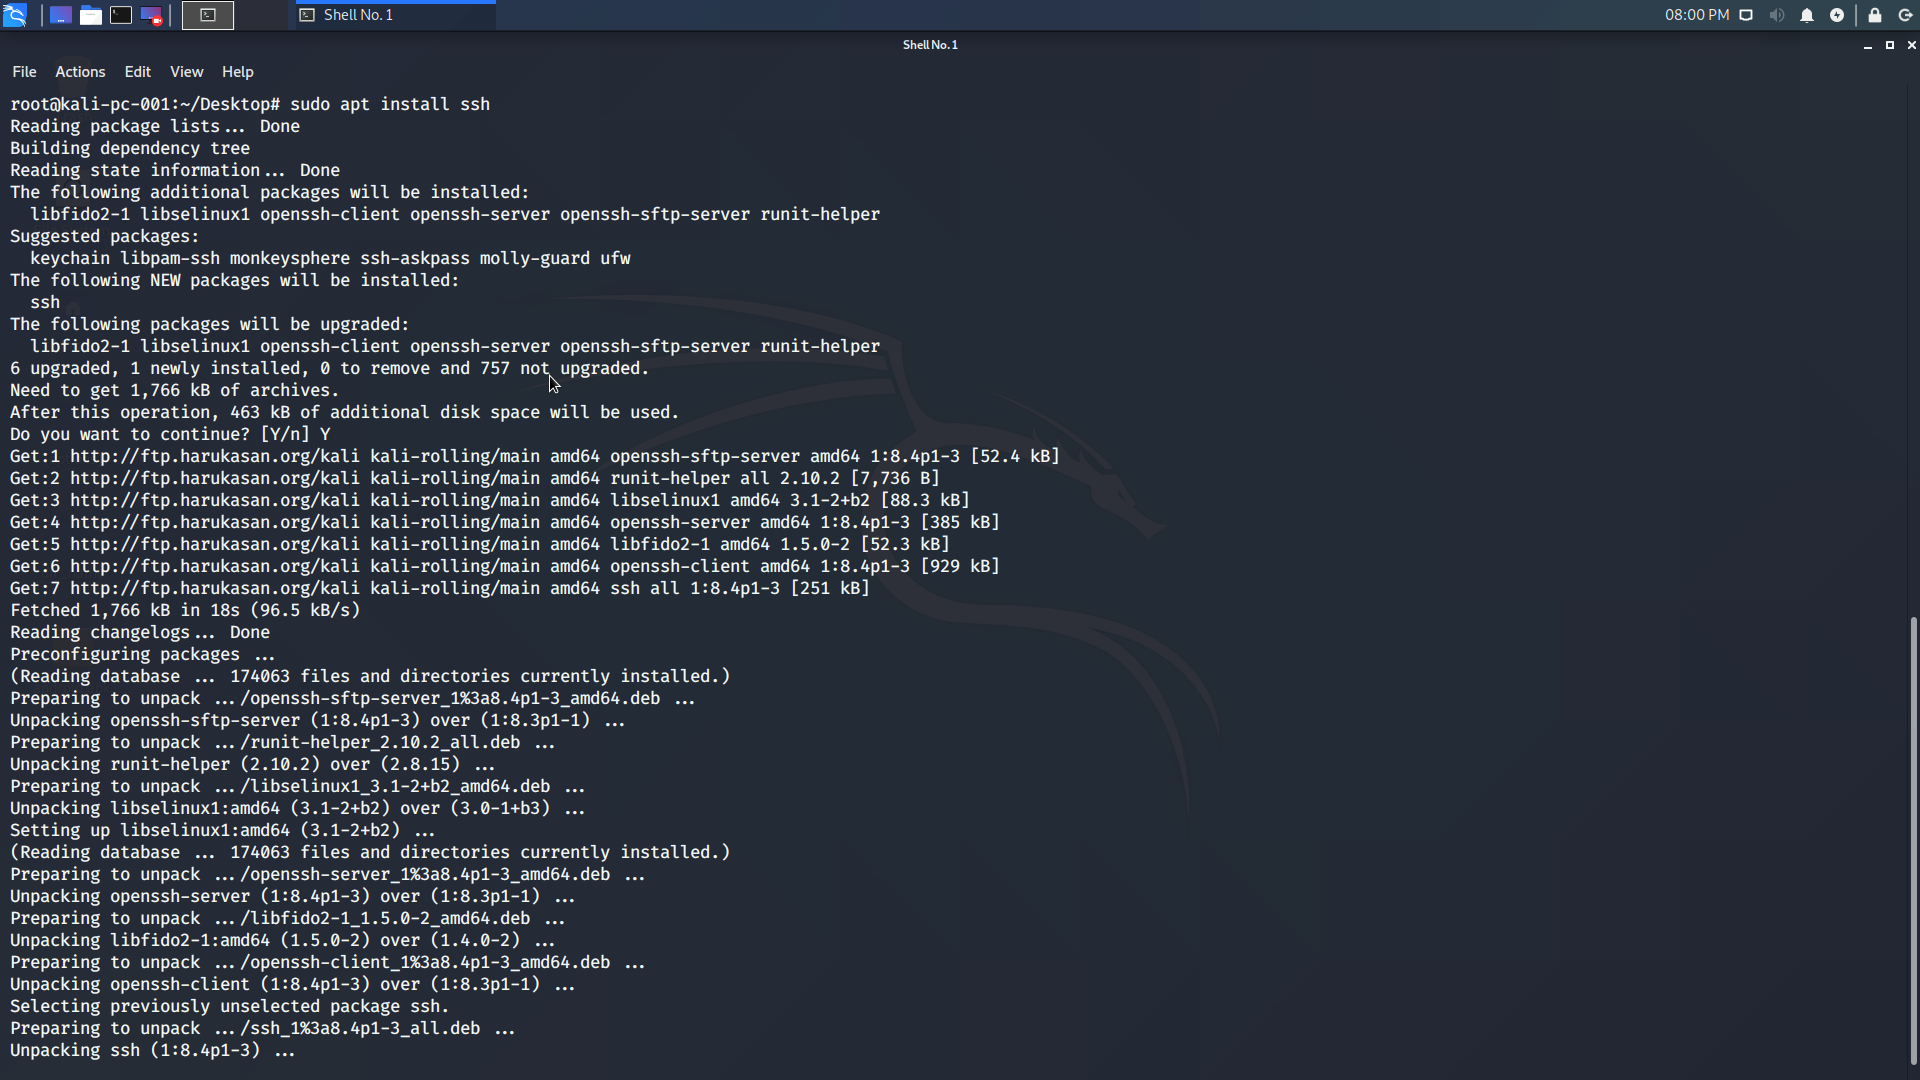 Shell No. 1
08:00 PM
Shell No. 1
File Actions Edit View Help
root@kali-pc-001:~/Desktop# sudo apt install ssh
Reading package lists... Done
Building dependency tree
Reading state information... Done
The following additional packages will be installed:
  libfido2-1 libselinux1 openssh-client openssh-server openssh-sftp-server runit-helper
Suggested packages:
  keychain libpam-ssh monkeysphere ssh-askpass molly-guard ufw
The following NEW packages will be installed:
  ssh
The following packages will be upgraded:
  libfido2-1 libselinux1 openssh-client openssh-server openssh-sftp-server runit-helper
6 upgraded, 1 newly installed, 0 to remove and 757 not upgraded.
Need to get 1,766 kB of archives.
After this operation, 463 kB of additional disk space will be used.
Do you want to continue? [Y/n] Y
Get:1 http://ftp.harukasan.org/kali kali-rolling/main amd64 openssh-sftp-server amd64 1:8.4p1-3 [52.4 kB]
Get:2 http://ftp.harukasan.org/kali kali-rolling/main amd64 runit-helper all 2.10.2 [7,736 B]
Get:3 http://ftp.harukasan.org/kali kali-rolling/main amd64 libselinux1 amd64 3.1-2+b2 [88.3 kB]
Get:4 http://ftp.harukasan.org/kali kali-rolling/main amd64 openssh-server amd64 1:8.4p1-3 [385 kB]
Get:5 http://ftp.harukasan.org/kali kali-rolling/main amd64 libfido2-1 amd64 1.5.0-2 [52.3 kB]
Get:6 http://ftp.harukasan.org/kali kali-rolling/main amd64 openssh-client amd64 1:8.4p1-3 [929 kB]
Get:7 http://ftp.harukasan.org/kali kali-rolling/main amd64 ssh all 1:8.4p1-3 [251 kB]
Fetched 1,766 kB in 18s (96.5 kB/s)
Reading changelogs... Done
Preconfiguring packages ...
(Reading database ... 174063 files and directories currently installed.)
Preparing to unpack .../openssh-sftp-server_1%3a8.4p1-3_amd64.deb ...
Unpacking openssh-sftp-server (1:8.4p1-3) over (1:8.3p1-1) ...
Preparing to unpack .../runit-helper_2.10.2_all.deb ...
Unpacking runit-helper (2.10.2) over (2.8.15) ...
Preparing to unpack .../libselinux1_3.1-2+b2_amd64.deb ...
Unpacking libselinux1:amd64 (3.1-2+b2) over (3.0-1+b3) ...
Setting up libselinux1:amd64 (3.1-2+b2) ...
(Reading database ... 174063 files and directories currently installed.)
Preparing to unpack .../openssh-server_1%3a8.4p1-3_amd64.deb ...
Unpacking openssh-server (1:8.4p1-3) over (1:8.3p1-1) ...
Preparing to unpack .../libfido2-1_1.5.0-2_amd64.deb ...
Unpacking libfido2-1:amd64 (1.5.0-2) over (1.4.0-2) ...
Preparing to unpack .../openssh-client_1%3a8.4p1-3_amd64.deb ...
Unpacking openssh-client (1:8.4p1-3) over (1:8.3p1-1) ...
Selecting previously unselected package ssh.
Preparing to unpack .../ssh_1%3a8.4p1-3_all.deb ...
Unpacking ssh (1:8.4p1-3) ...